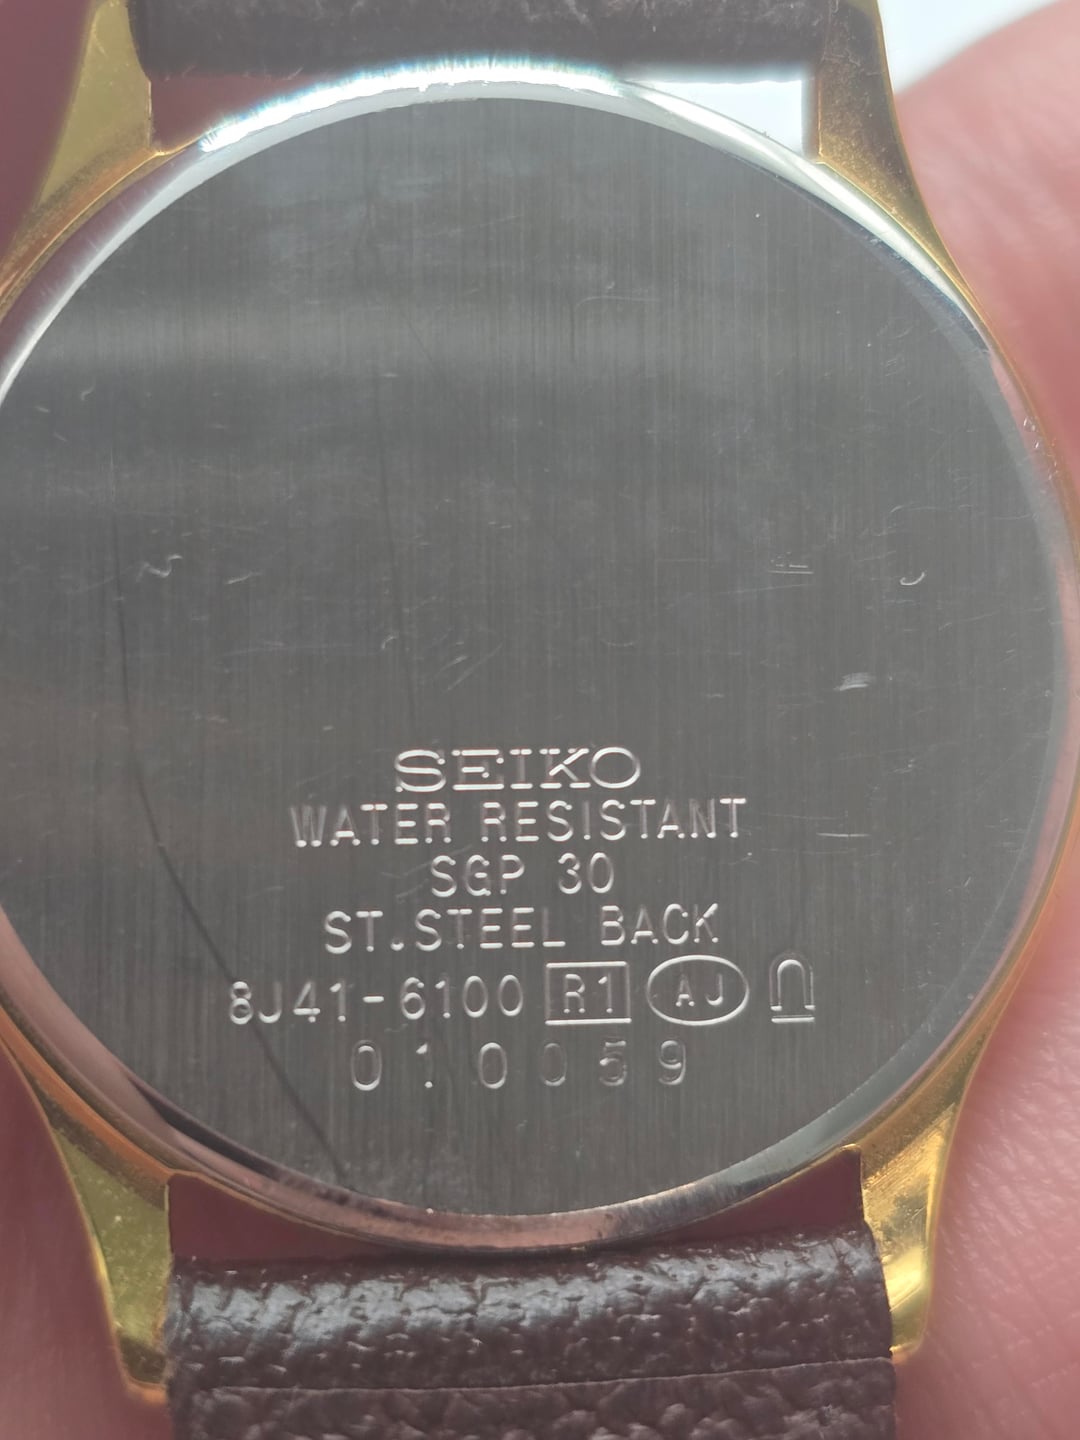 SEIKO
WATER RESISTANT
SGP 30
ST.STEEL BACK
8J41-6100 R1 AJ
010059